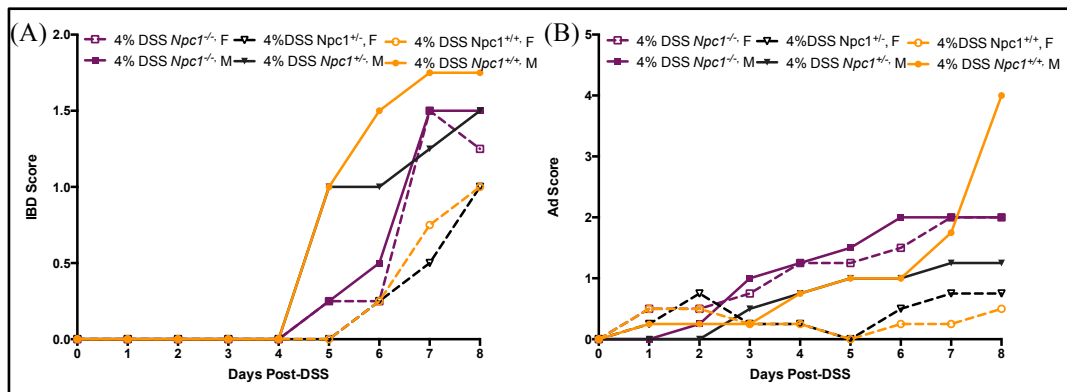 (A)
4% DSS Npc1-/-, F 4%DSS Npc1+/-, F 4% DSS Npc1+/+, F
4% DSS Npc1-/-, M 4% DSS Npc1+/-, M 4% DSS Npc1+/+, M
IBD Score
2.0
1.5
1.0
0.5
0.0
0 1 2 3 4 5 6 7 8
Days Post-DSS
(B)
4% DSS Npc1-/-, F 4%DSS Npc1+/-, F 4%DSS Npc1+/+, F
4% DSS Npc1-/-, M 4% DSS Npc1+/-, M 4% DSS Npc1+/+, M
Ad Score
5
4
3
2
1
0
0 1 2 3 4 5 6 7 8
Days Post-DSS